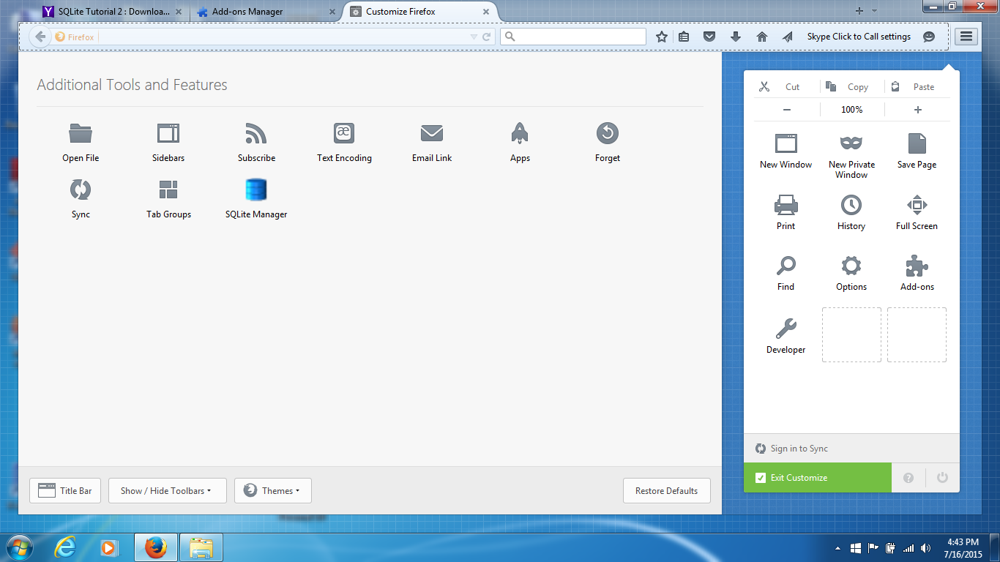 SQLite Tutorial 2 : Downloa...
Add-ons Manager
Customize Firefox
Firefox
Skype Click to Call settings
Additional Tools and Features
Open File
Sidebars
Subscribe
æ
Text Encoding
Email Link
Apps
Forget
Sync
Tab Groups
SQLite Manager
Cut
Copy
Paste
100%
New Window
New Private
Window
Save Page
Print
History
Full Screen
Find
Options
Add-ons
Developer
Sign in to Sync
Exit Customize
Title Bar
Show / Hide Toolbars
Themes
Restore Defaults
4:43 PM
7/16/2015